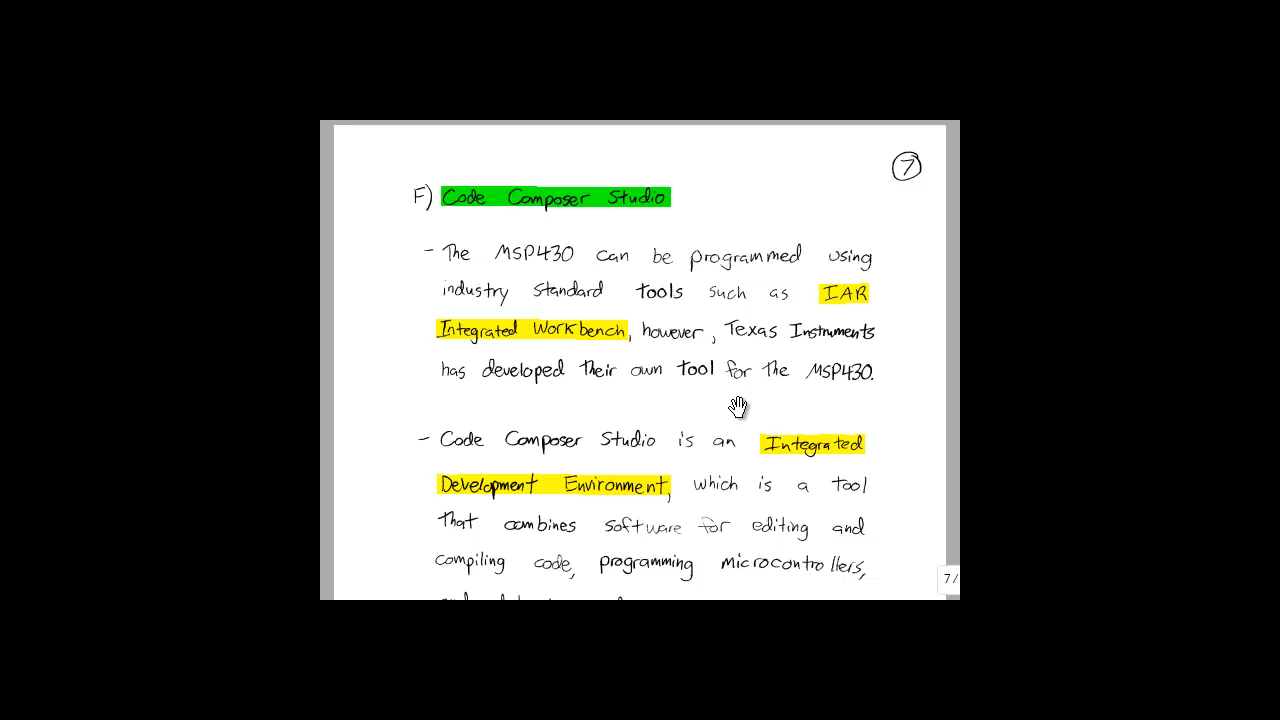 7
F) Code Composer Studio
- The MSP430 can be programmed using
industry standard tools such as IAR
Integrated Workbench, however, Texas Instruments
has developed their own tool for the MSP430.
- Code Composer Studio is an Integrated
Development Environment, which is a tool
that combines software for editing and
compiling code, programming microcontrollers,
7/